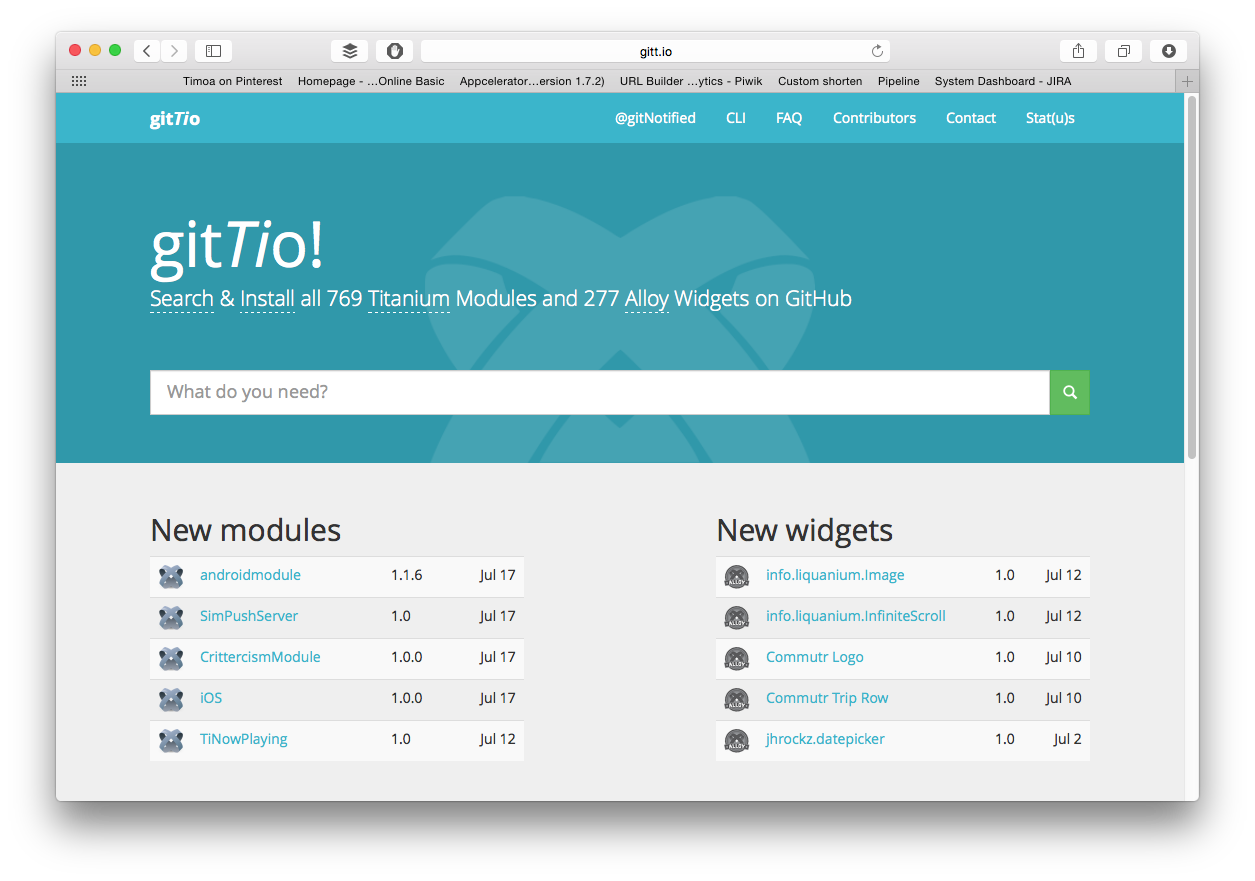 gitt.io
Timoa on Pinterest Homepage - ...Online Basic Appcelerator...ersion 1.7.2) URL Builder ...ytics - Piwik Custom shorten Pipeline System Dashboard - JIRA
gitTio @gitNotified CLI FAQ Contributors Contact Stat(u)s
gitTio!
Search & Install all 769 Titanium Modules and 277 Alloy Widgets on GitHub
What do you need?
New modules
androidmodule 1.1.6 Jul 17
SimPushServer 1.0 Jul 17
CrittercismModule 1.0.0 Jul 17
iOS 1.0.0 Jul 17
TiNowPlaying 1.0 Jul 12
New widgets
ALLOY info.liquanium.Image 1.0 Jul 12
ALLOY info.liquanium.InfiniteScroll 1.0 Jul 12
ALLOY Commutr Logo 1.0 Jul 10
ALLOY Commutr Trip Row 1.0 Jul 10
ALLOY jhrockz.datepicker 1.0 Jul 2